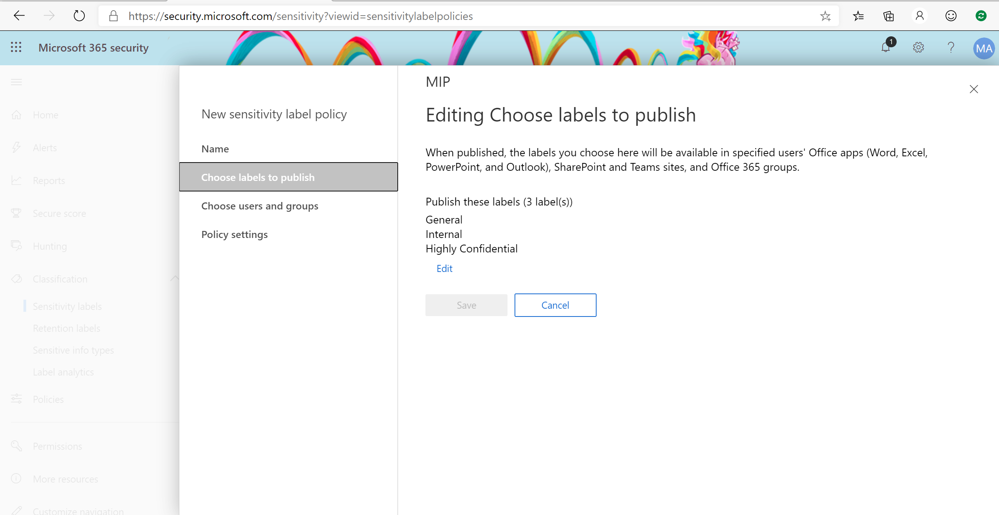 https://security.microsoft.com/sensitivity?viewid=sensitivitylabelpolicies
Microsoft 365 security
1
MA
Home
Alerts
Reports
Secure score
Hunting
Classification
Sensitivity labels
Retention labels
Sensitive info types
Label analytics
Policies
Permissions
More resources
Customize navigation
New sensitivity label policy
Name
Choose labels to publish
Choose users and groups
Policy settings
MIP
Editing Choose labels to publish
When published, the labels you choose here will be available in specified users' Office apps (Word, Excel,
PowerPoint, and Outlook), SharePoint and Teams sites, and Office 365 groups.
Publish these labels (3 label(s))
General
Internal
Highly Confidential
Edit
Save
Cancel